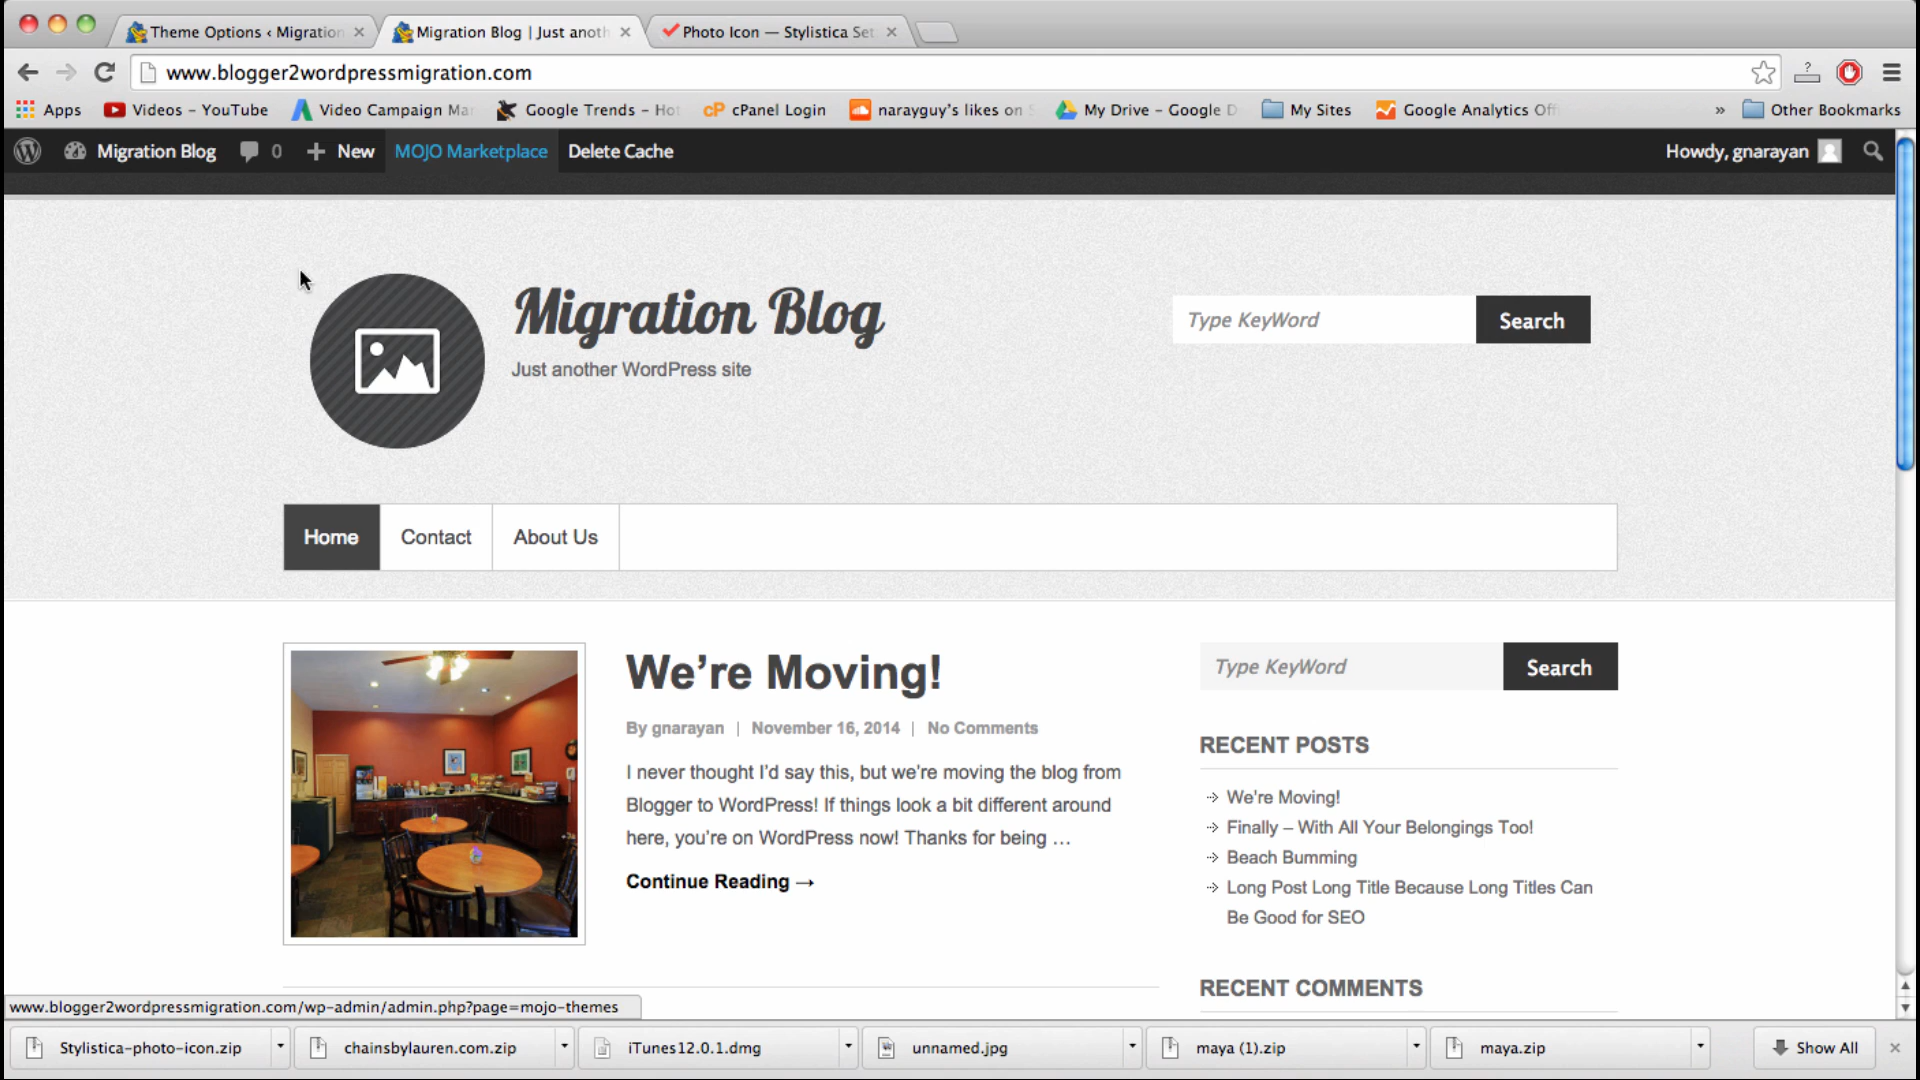 Theme Options ‹ Migration
Migration Blog | Just anoth
Photo Icon — Stylistica Set
www.blogger2wordpressmigration.com
?
Apps
Videos – YouTube
Video Campaign Ma
Google Trends – Hot
cP
cPanel Login
narayguy's likes on S
My Drive – Google D
My Sites
Google Analytics Off
»
Other Bookmarks
Migration Blog
0
+ New
MOJO Marketplace
Delete Cache
Howdy, gnarayan
Migration Blog
Just another WordPress site
Type KeyWord
Search
Home
Contact
About Us
We're Moving!
By gnarayan | November 16, 2014 | No Comments
I never thought I'd say this, but we're moving the blog from
Blogger to WordPress! If things look a bit different around
here, you're on WordPress now! Thanks for being …
Continue Reading →
Type KeyWord
Search
RECENT POSTS
We're Moving!
Finally – With All Your Belongings Too!
Beach Bumming
Long Post Long Title Because Long Titles Can
Be Good for SEO
RECENT COMMENTS
www.blogger2wordpressmigration.com/wp-admin/admin.php?page=mojo-themes
Stylistica-photo-icon.zip
chainsbylauren.com.zip
iTunes12.0.1.dmg
unnamed.jpg
maya (1).zip
maya.zip
Show All